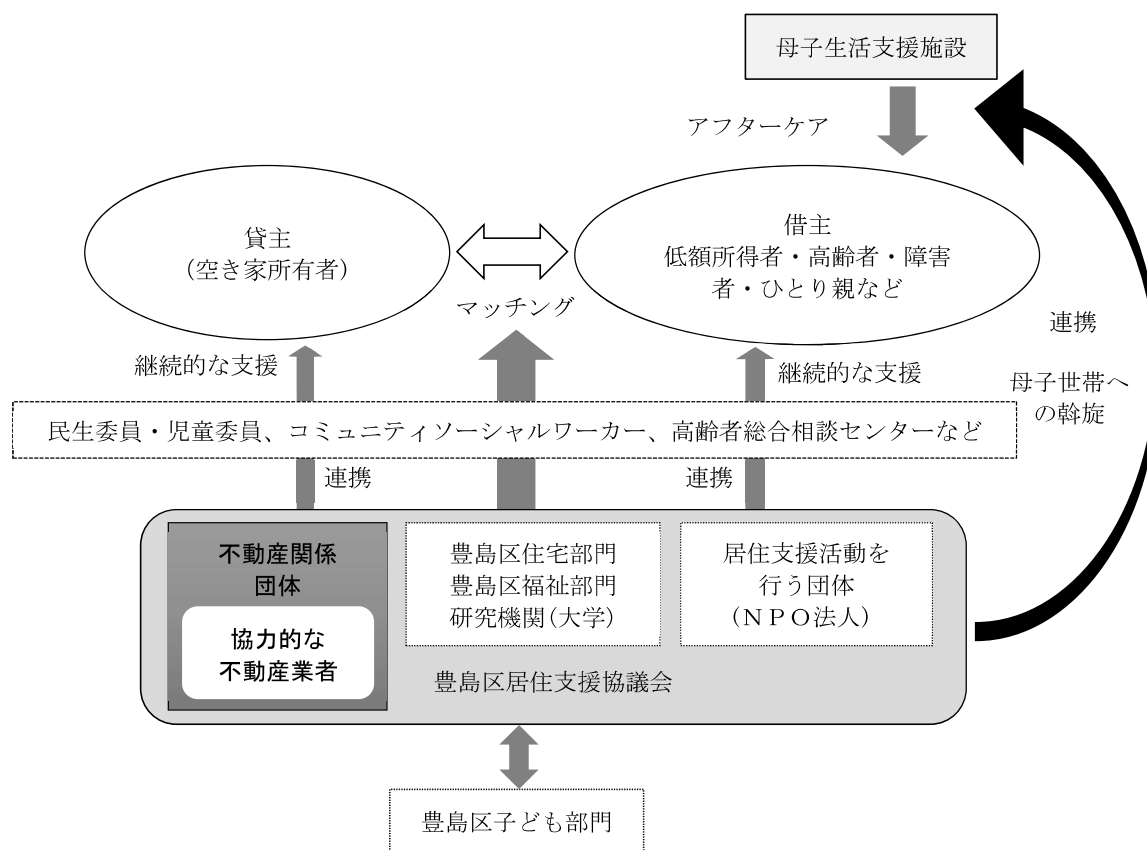 母子生活支援施設
アフターケア
貸主
(空き家所有者)
借主
低額所得者・高齢者・障害
者・ひとり親など
マッチング
連携
継続的な支援
継続的な支援
母子世帯へ
の斡旋
民生委員・児童委員、コミュニティソーシャルワーカー、高齢者総合相談センターなど
連携
連携
不動産関係
団体
協力的な
不動産業者
豊島区住宅部門
豊島区福祉部門
研究機関(大学)
居住支援活動を
行う団体
(ＮＰＯ法人)
豊島区居住支援協議会
豊島区子ども部門